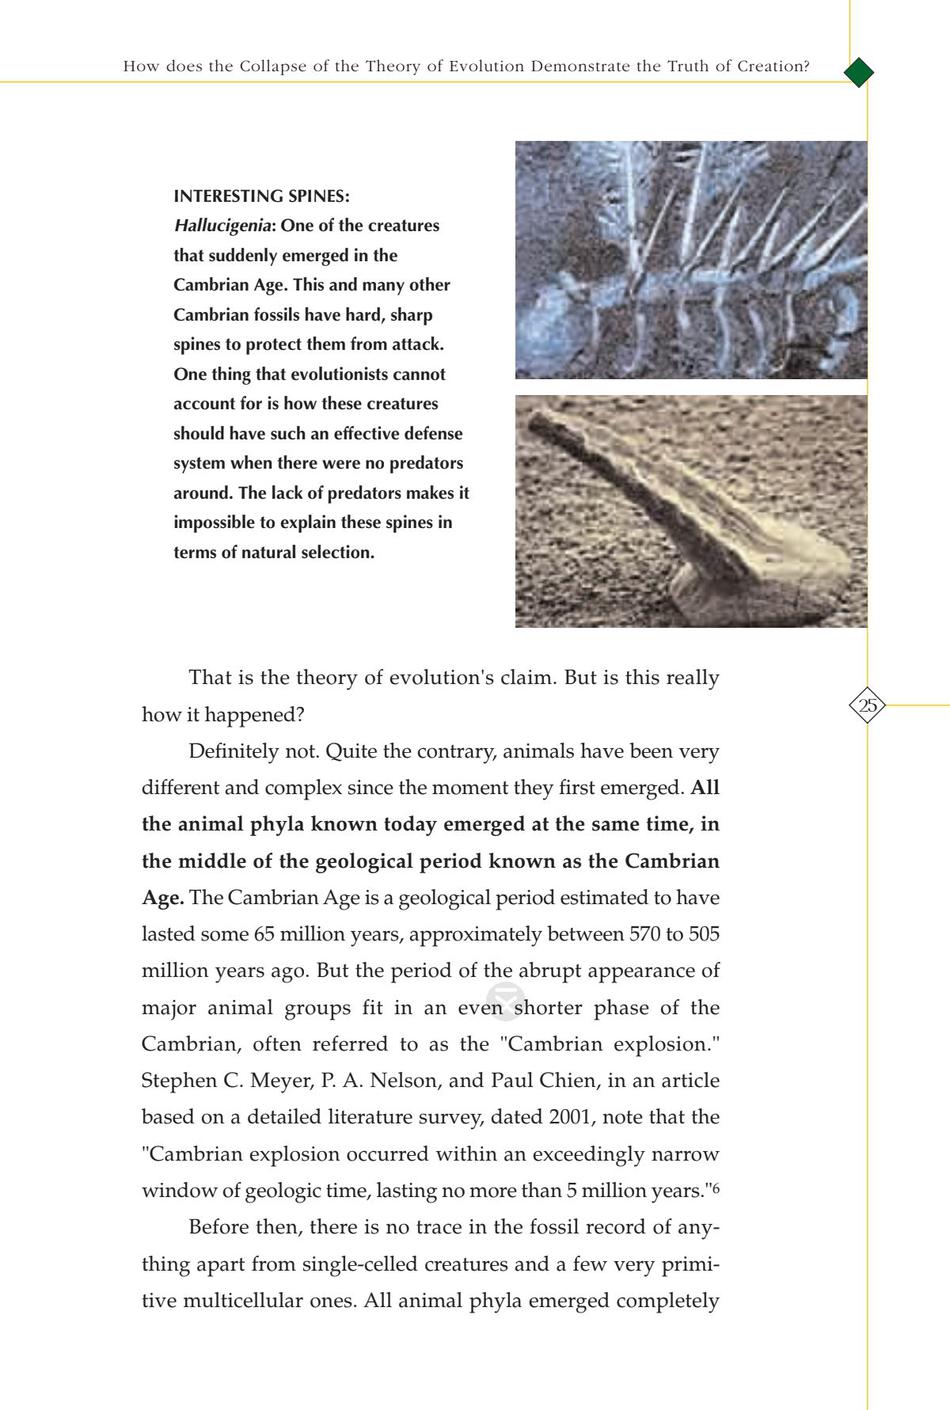 How does the Collapse of the Theory of Evolution Demonstrate the Truth of Creation?
INTERESTING SPINES:
Hallucigenia: One of the creatures
that suddenly emerged in the
Cambrian Age. This and many other
Cambrian fossils have hard, sharp
spines to protect them from attack.
One thing that evolutionists cannot
account for is how these creatures
should have such an effective defense
system when there were no predators
around. The lack of predators makes it
impossible to explain these spines in
terms of natural selection.
That is the theory of evolution's claim. But is this really
how it happened?
25
Definitely not. Quite the contrary, animals have been very
different and complex since the moment they first emerged. All
the animal phyla known today emerged at the same time, in
the middle of the geological period known as the Cambrian
Age. The Cambrian Age is a geological period estimated to have
lasted some 65 million years, approximately between 570 to 505
million years ago. But the period of the abrupt appearance of
major animal groups fit in an even shorter phase of the
Cambrian, often referred to as the "Cambrian explosion."
Stephen C. Meyer, P. A. Nelson, and Paul Chien, in an article
based on a detailed literature survey, dated 2001, note that the
"Cambrian explosion occurred within an exceedingly narrow
window of geologic time, lasting no more than 5 million years."6
Before then, there is no trace in the fossil record of any-
thing apart from single-celled creatures and a few very primi-
tive multicellular ones. All animal phyla emerged completely